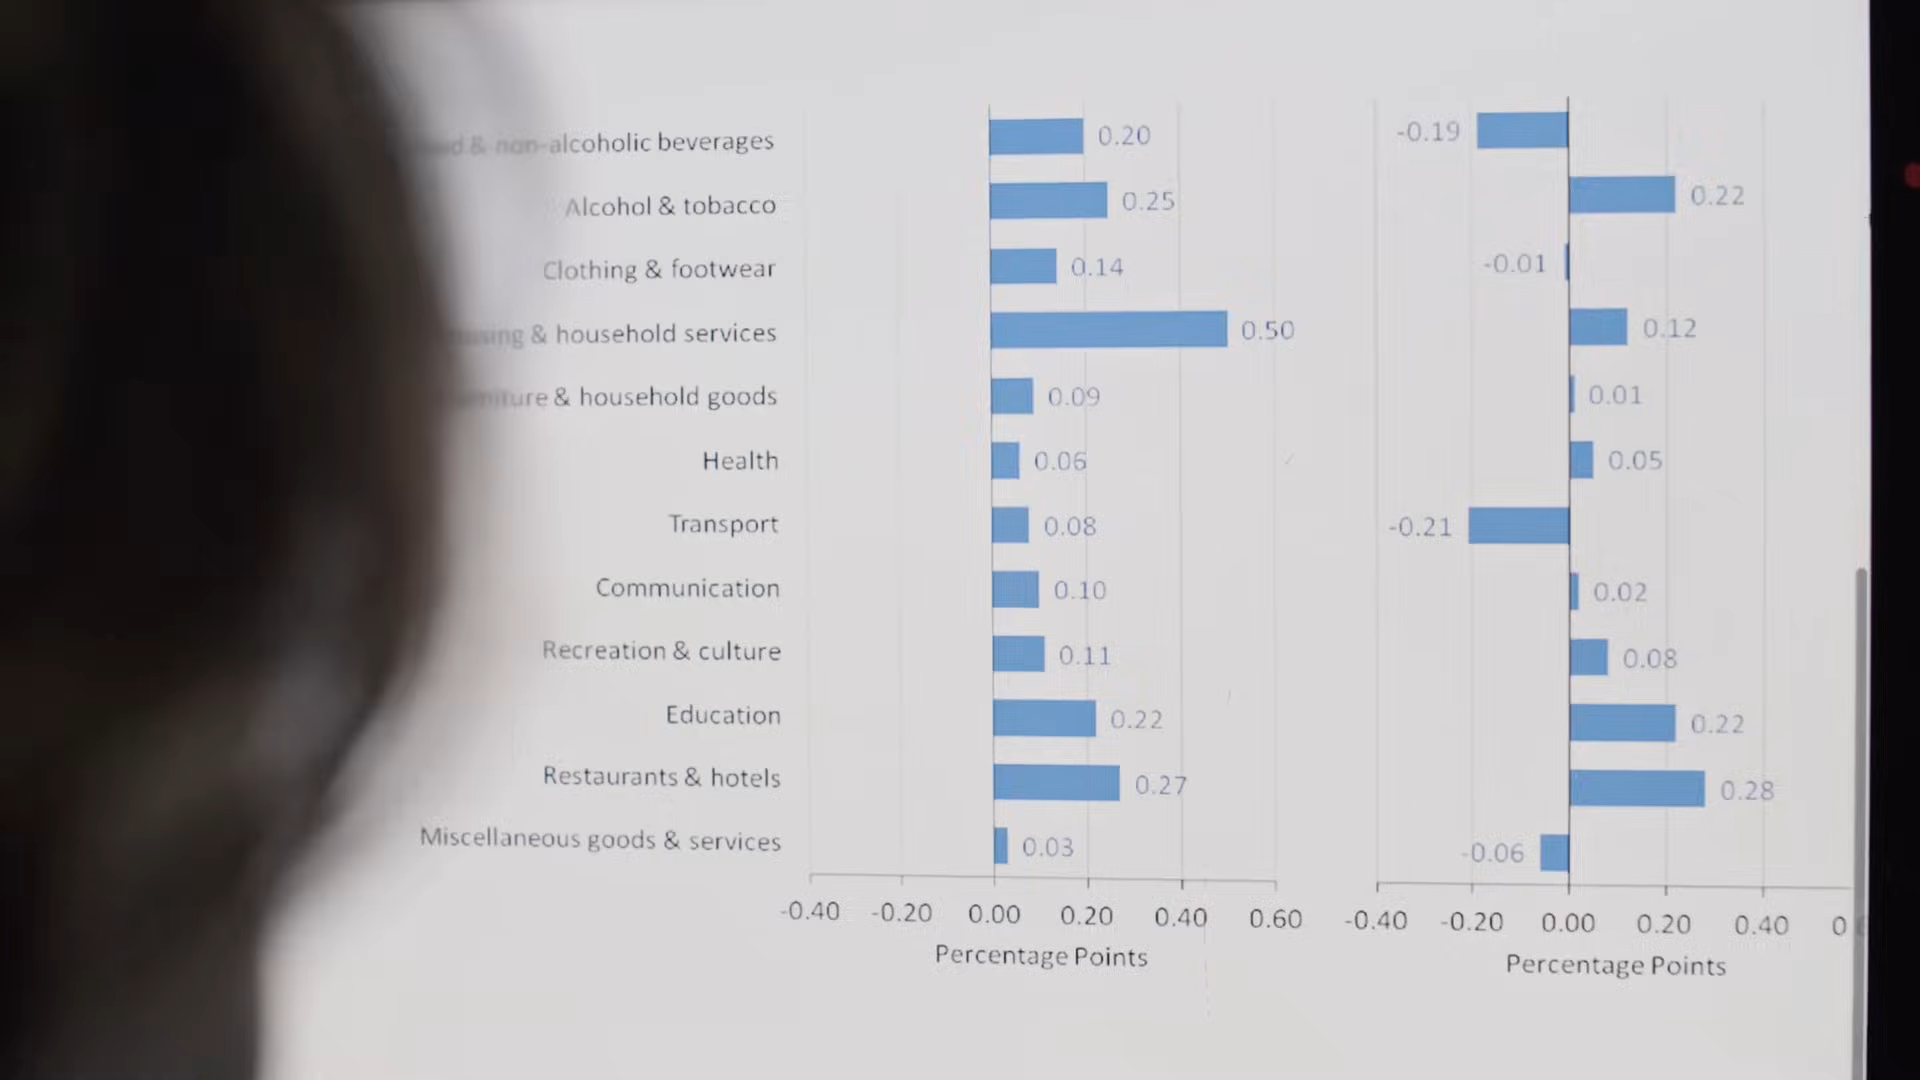 & non-alcoholic beverages 0.20 -0.19
Alcohol & tobacco 0.25 0.22
Clothing & footwear 0.14 -0.01
& household services 0.50 0.12
& household goods 0.09 0.01
Health 0.06 0.05
Transport 0.08 -0.21
Communication 0.10 0.02
Recreation & culture 0.11 0.08
Education 0.22 0.22
Restaurants & hotels 0.27 0.28
Miscellaneous goods & services 0.03 -0.06
-0.40 -0.20 0.00 0.20 0.40 0.60 -0.40 -0.20 0.00 0.20 0.40
Percentage Points Percentage Points